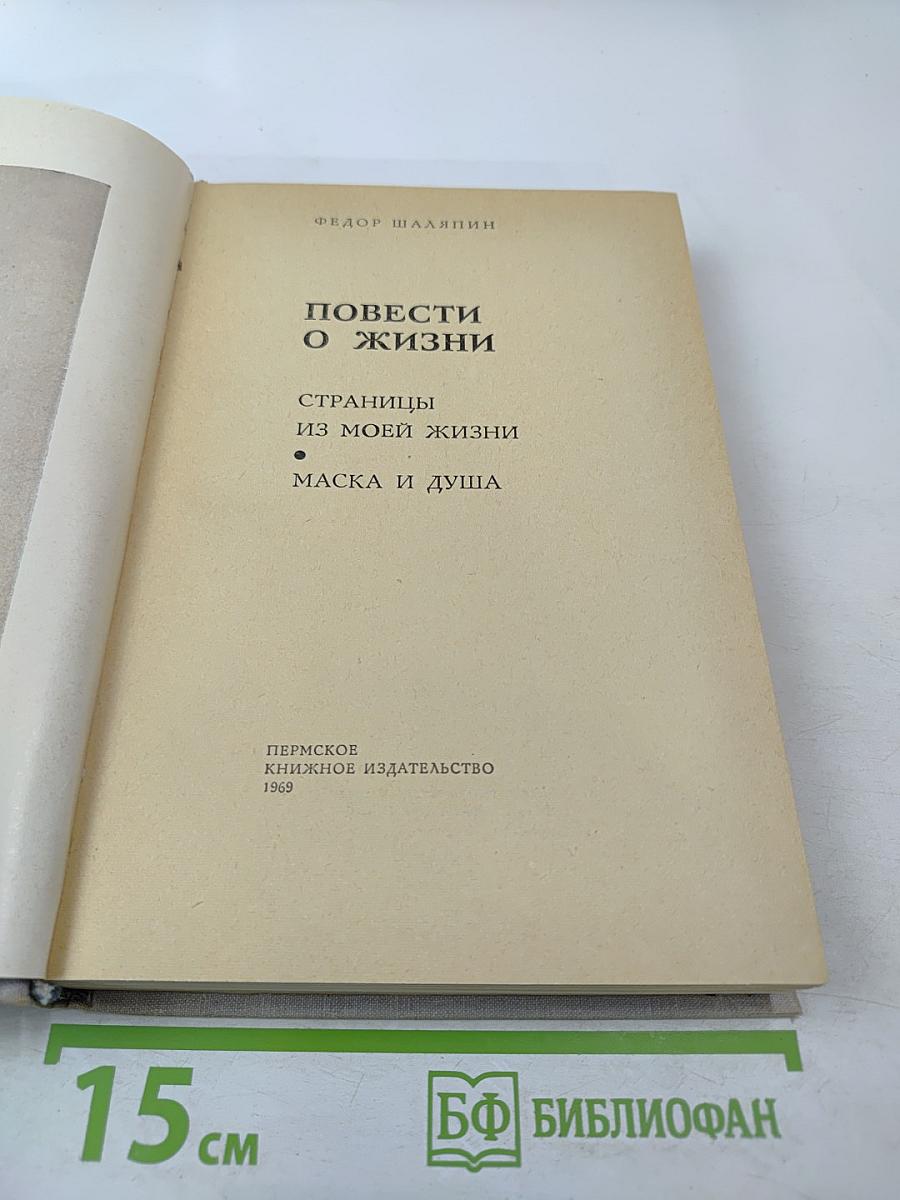 ФЕДОР ШАЛЯПИН
ПОВЕСТИ
О ЖИЗНИ
СТРАНИЦЫ
ИЗ МОЕЙ ЖИЗНИ
•
МАСКА И ДУША
ПЕРМСКОЕ
КНИЖНОЕ ИЗДАТЕЛЬСТВО
1969
15 см
БФ БИБЛИОФАН